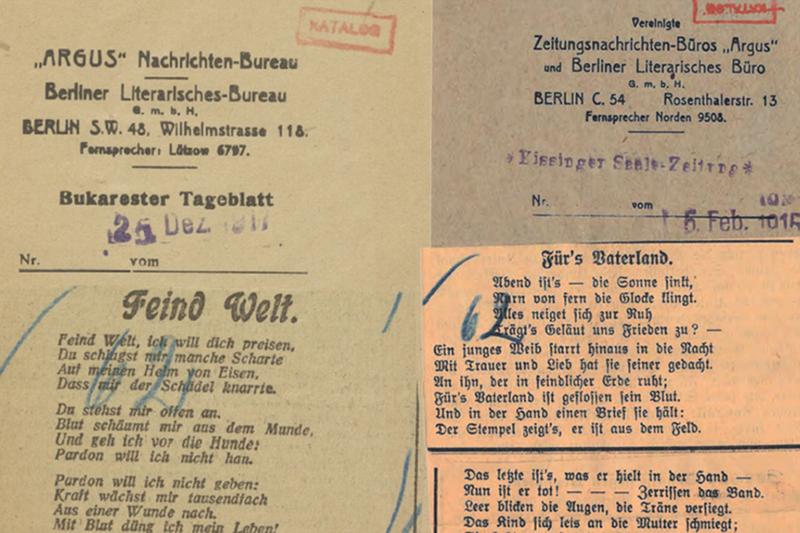 KATALOG
„ARGUS“ Nachrichten-Bureau
Berliner Literarisches-Bureau
G. m. b. H.
BERLIN S.W. 48, Wilhelmstrasse 118.
Fernsprecher: Lützow 6797.
Bukarester Tageblatt
25 Dez.
Nr. vom
Feind Welt.
Feind Welt, ich will dich preisen,
Du schlugst mir manche Scharte
Auf meinen Helm von Eisen,
Dass mir der Schädel knarrte.
Du stehst mir offen an.
Blut schäumt mir aus dem Munde,
Und geh ich vor die Hunde:
Pardon will ich nicht han.
Pardon will ich nicht geben:
Kraft wächst mir tausendfach
Aus einer Wunde nach.
Mit Blut düng ich mein Leben!
62
KATALOG
Vereinigte
Zeitungsnachrichten-Büros „Argus“
und Berliner Literarisches Büro
G. m. b. H.
BERLIN C. 54 Rosenthalerstr. 13
Fernsprecher Norden 9508.
*Kissinger Saale-Zeitung*
Nr. vom
5. Feb. 1915
Für's Vaterland.
Abend ist's — die Sonne sinkt,
Von fern die Glocke klingt.
Alles neiget sich zur Ruh
Trägt's Geläut uns Frieden zu? —
Ein junges Weib starrt hinaus in die Nacht
Mit Trauer und Lieb hat sie seiner gedacht.
An ihn, der in feindlicher Erde ruht;
Für's Vaterland ist geflossen sein Blut.
Und in der Hand einen Brief sie hält:
Der Stempel zeigt's, er ist aus dem Feld.
62
Das letzte ist's, was er hielt in der Hand —
Nun ist er tot! — — — Zerrissen das Band.
Leer blicken die Augen, die Träne versiegt.
Das Kind sich leis an die Mutter schmiegt;